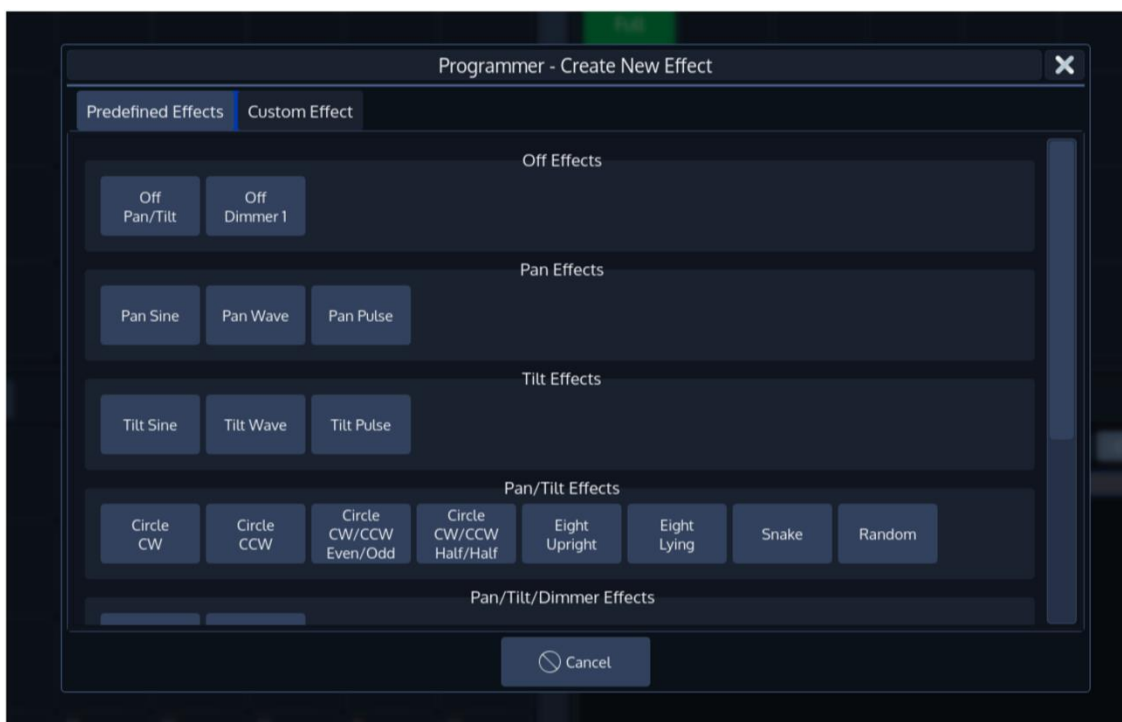 Full
Programmer - Create New Effect
Predefined Effects
Custom Effect
Off Effects
Off
Pan/Tilt
Off
Dimmer 1
Pan Effects
Pan Sine
Pan Wave
Pan Pulse
Tilt Effects
Tilt Sine
Tilt Wave
Tilt Pulse
Pan/Tilt Effects
Circle
CW
Circle
CCW
Circle
CW/CCW
Even/Odd
Circle
CW/CCW
Half/Half
Eight
Upright
Eight
Lying
Snake
Random
Pan/Tilt/Dimmer Effects
Cancel